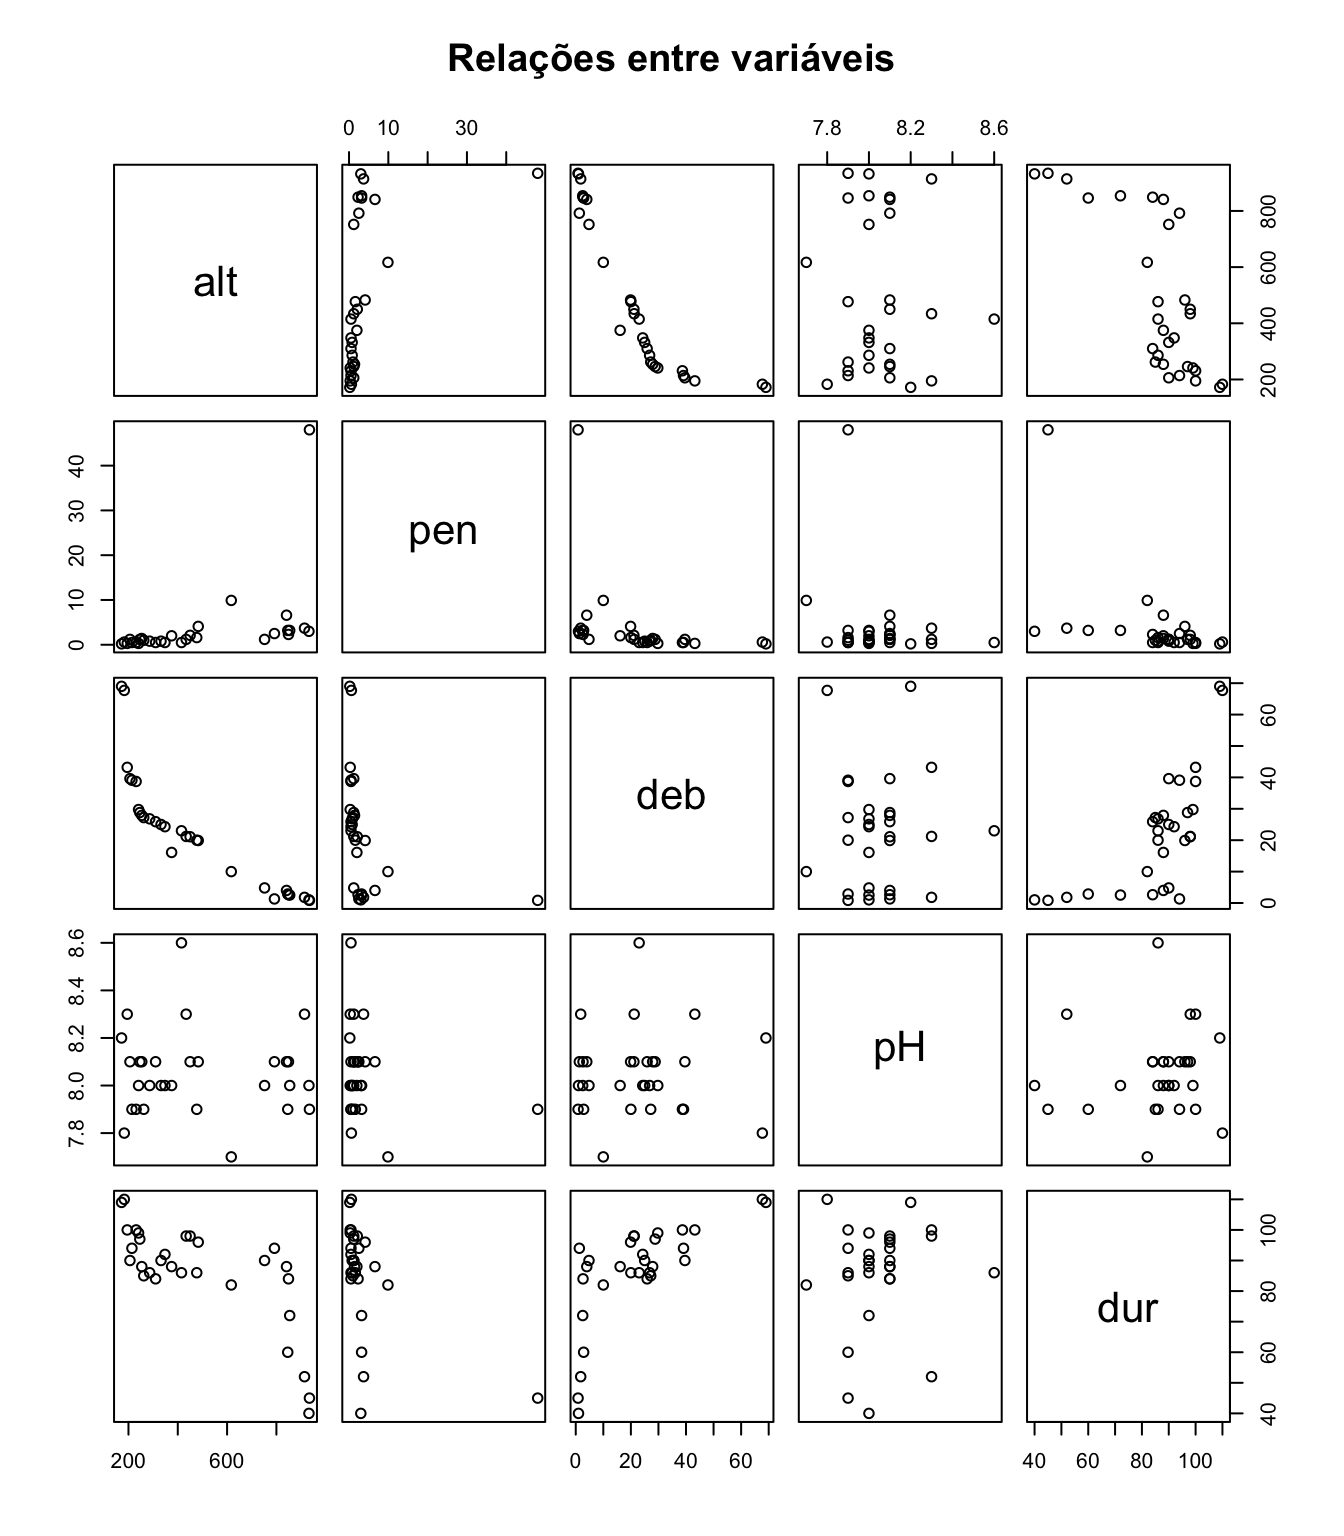 Relações entre variáveis
0 10 30 7.8 8.2 8.6
alt
200 400 600 800
pen
0 10 20 30 40
deb
0 20 40 60
pH
7.8 8.0 8.2 8.4 8.6
dur
40 60 80 100
200 600 0 20 40 60 40 60 80 100